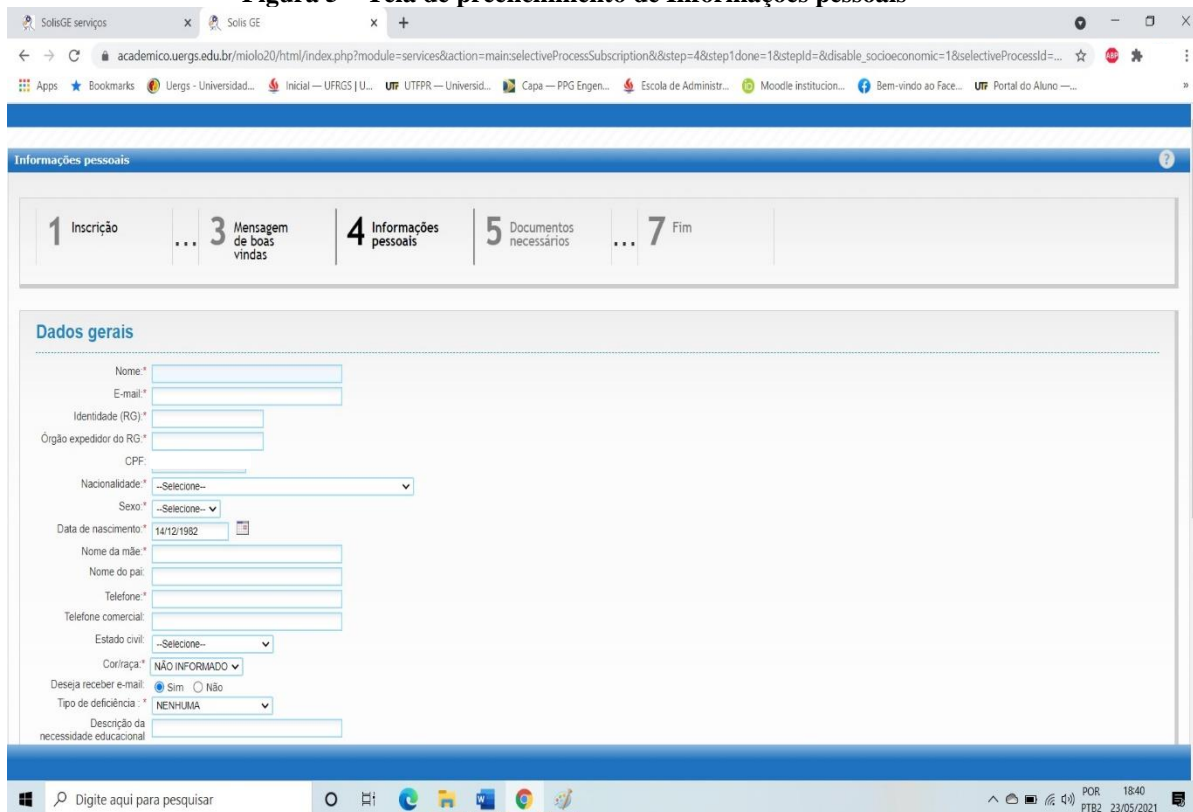 Figura 3 – Tela de preenchimento de Informações pessoais
SolisGE serviços x Solis GE x +
academico.uergs.edu.br/miolo20/html/index.php?module=services&action=main:selectiveProcessSubscription&&step=4&step1done=1&stepId=&disable_socioeconomic=1&selectiveProcessId=... ABP
Apps Bookmarks Uergs - Universidad... Inicial — UFRGS | U... UTF UTFPR — Universid... Capa — PPG Engen... Escola de Administr... Moodle institucion... Bem-vindo ao Face... UTF Portal do Aluno —... »
Informações pessoais ?
1 Inscrição ... 3 Mensagem de boas vindas 4 Informações pessoais 5 Documentos necessários ... 7 Fim
Dados gerais
Nome:*
E-mail:*
Identidade (RG):*
Órgão expedidor do RG:*
CPF:
Nacionalidade:* --Selecione--
Sexo:* --Selecione--
Data de nascimento:* 14/12/1982
Nome da mãe:*
Nome do pai:
Telefone:*
Telefone comercial:
Estado civil: --Selecione--
Cor/raça:* NÃO INFORMADO
Deseja receber e-mail: Sim Não
Tipo de deficiência : * NENHUMA
Descrição da
necessidade educacional
Digite aqui para pesquisar POR 18:40
PTB2 23/05/2021